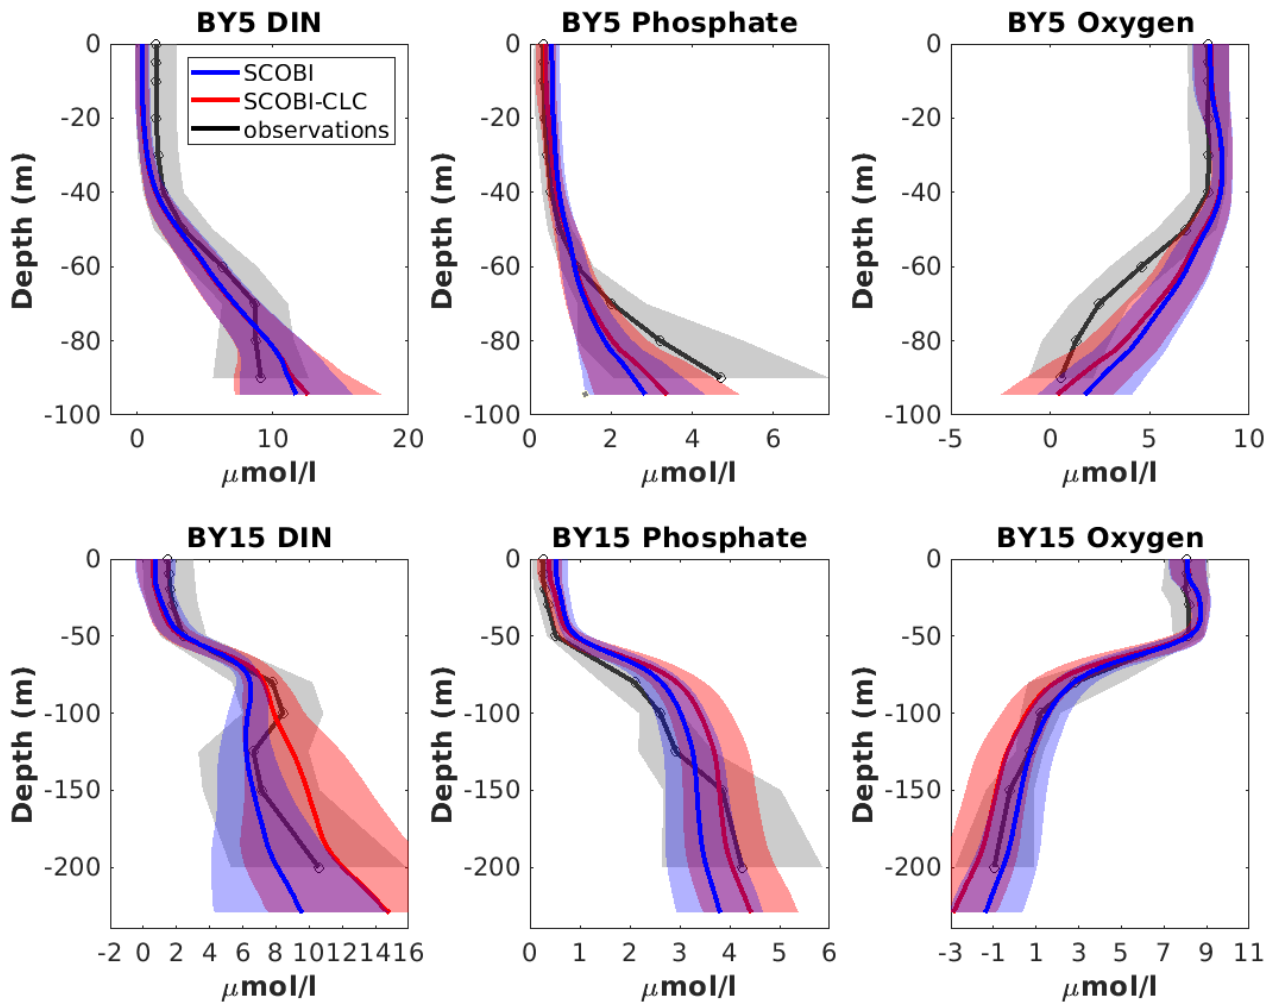 BY5 DIN
BY5 Phosphate
BY5 Oxygen
0
-20
-40
-60
-80
-100
Depth (m)
SCOBI
SCOBI-CLC
observations
0
10
20
μmol/l
0
-20
-40
-60
-80
-100
Depth (m)
0
2
4
6
μmol/l
0
-20
-40
-60
-80
-100
Depth (m)
-5
0
5
10
μmol/l
BY15 DIN
BY15 Phosphate
BY15 Oxygen
0
-50
-100
-150
-200
Depth (m)
-2 0 2 4 6 8 10 12 14 16
μmol/l
0
-50
-100
-150
-200
Depth (m)
0 1 2 3 4 5 6
μmol/l
0
-50
-100
-150
-200
Depth (m)
-3 -1 1 3 5 7 9 11
μmol/l